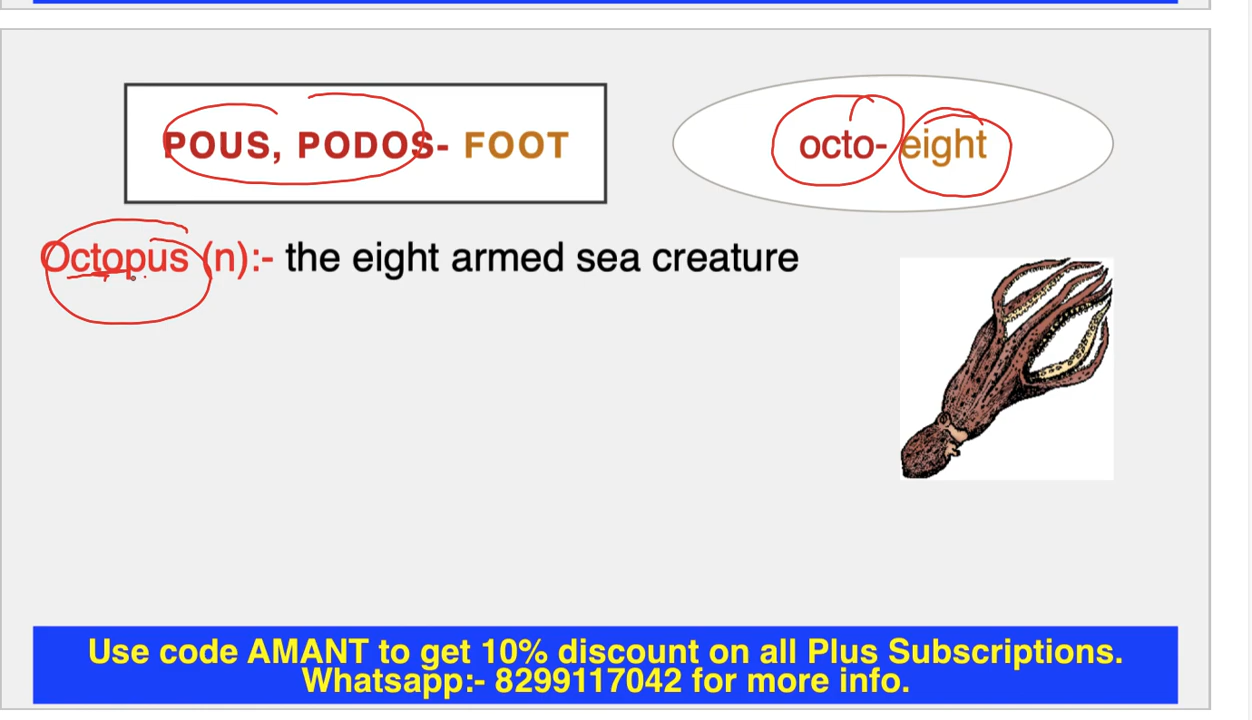 POUS, PODOS- FOOT
octo- eight
Octopus (n):- the eight armed sea creature
Use code AMANT to get 10% discount on all Plus Subscriptions.
Whatsapp:- 8299117042 for more info.